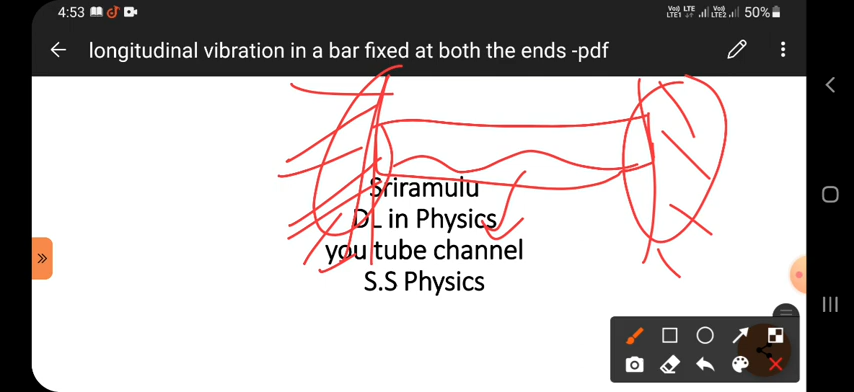 4:53
Vo) LTE Vo)
LTE1 LTE2 50%
longitudinal vibration in a bar fixed at both the ends -pdf
Sriramulu
DL in Physics
you tube channel
S.S Physics